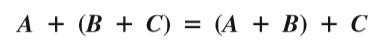 A + (B + C) = (A + B) + C